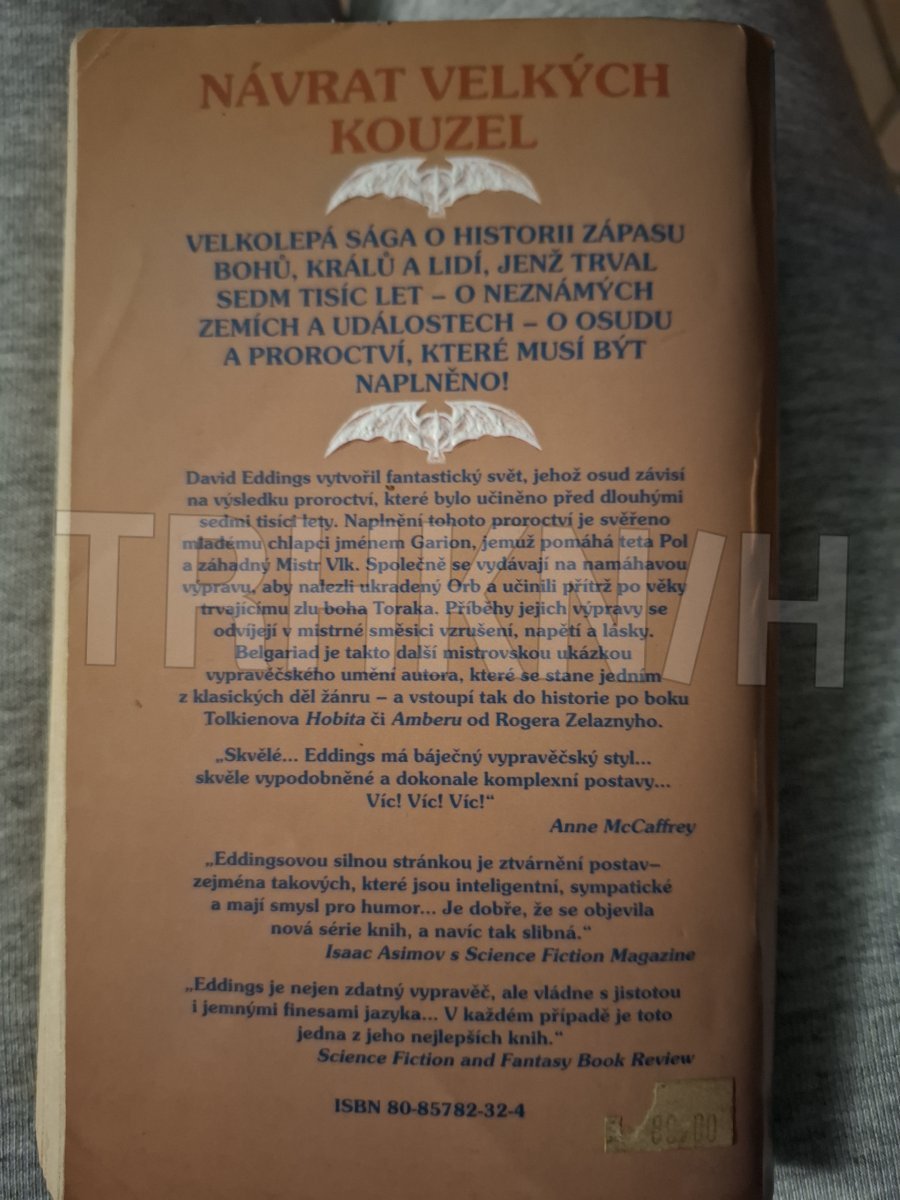 NÁVRAT VELKÝCH
KOUZEL
VELKOLEPÁ SÁGA O HISTORII ZÁPASU
BOHŮ, KRÁLŮ A LIDÍ, JENŽ TRVAL
SEDM TISÍC LET – O NEZNÁMÝCH
ZEMÍCH A UDÁLOSTECH – O OSUDU
A PROROCTVÍ, KTERÉ MUSÍ BÝT
NAPLNĚNO!
David Eddings vytvořil fantastický svět, jehož osud závisí
na výsledku proroctví, které bylo učiněno před dlouhými
sedmi tisíci lety. Naplnění tohoto proroctví je svěřeno
mladému chlapci jménem Garion, jemuž pomáhá teta Pol
a záhadný Mistr Vlk. Společně se vydávají na namáhavou
výpravu, aby nalezli ukradený Orb a učinili přítrž po věky
trvajícímu zlu boha Toraka. Příběhy jejich výpravy se
odvíjejí v mistrné směsici vzrušení, napětí a lásky.
Belgariad je takto další mistrovskou ukázkou
vypravěčského umění autora, které se stane jedním
z klasických děl žánru – a vstoupí tak do historie po boku
Tolkienova Hobita či Amberu od Rogera Zelaznyho.
„Skvělé... Eddings má báječný vypravěčský styl...
skvěle vypodobněné a dokonale komplexní postavy...
Víc! Víc! Víc!“
Anne McCaffrey
„Eddingsovou silnou stránkou je ztvárnění postav–
zejména takových, které jsou inteligentní, sympatické
a mají smysl pro humor... Je dobře, že se objevila
nová série knih, a navíc tak slibná.“
Isaac Asimov s Science Fiction Magazine
„Eddings je nejen zdatný vypravěč, ale vládne s jistotou
i jemnými finesami jazyka... V každém případě je toto
jedna z jeho nejlepších knih.“
Science Fiction and Fantasy Book Review
ISBN 80-85782-32-4
89,00